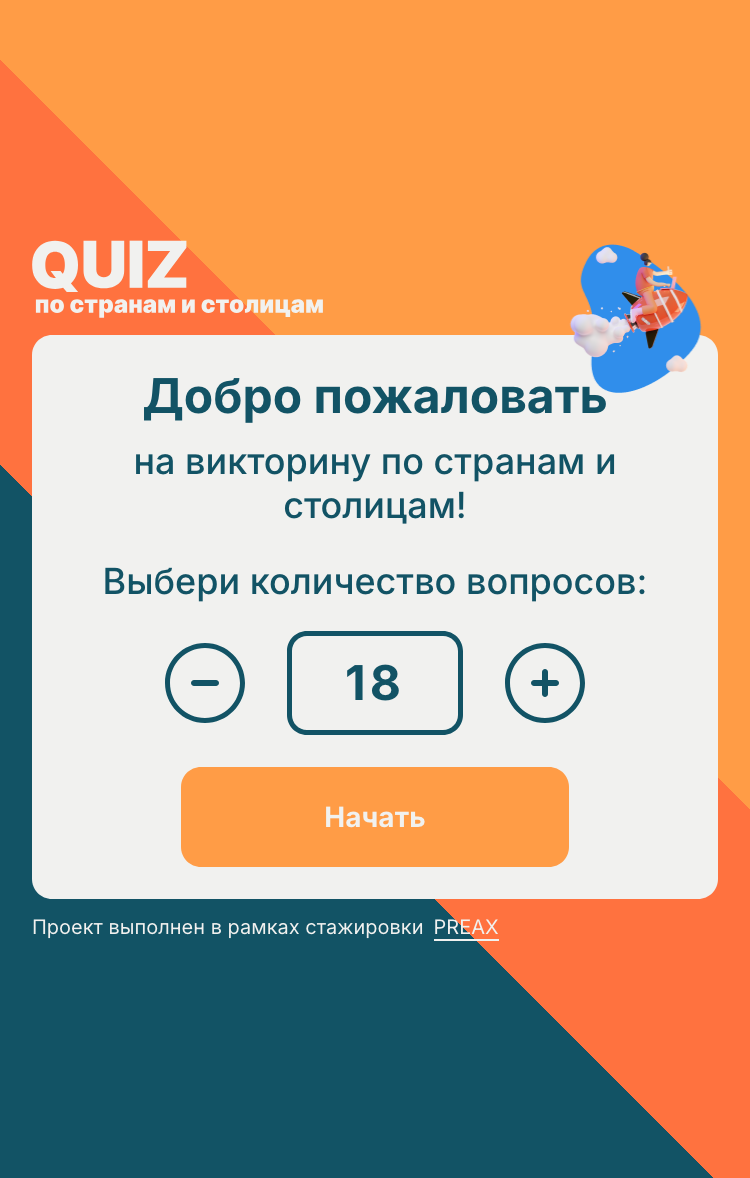 QUIZ
по странам и столицам
Добро пожаловать
на викторину по странам и
столицам!
Выбери количество вопросов:
18
Начать
Проект выполнен в рамках стажировки PREAX